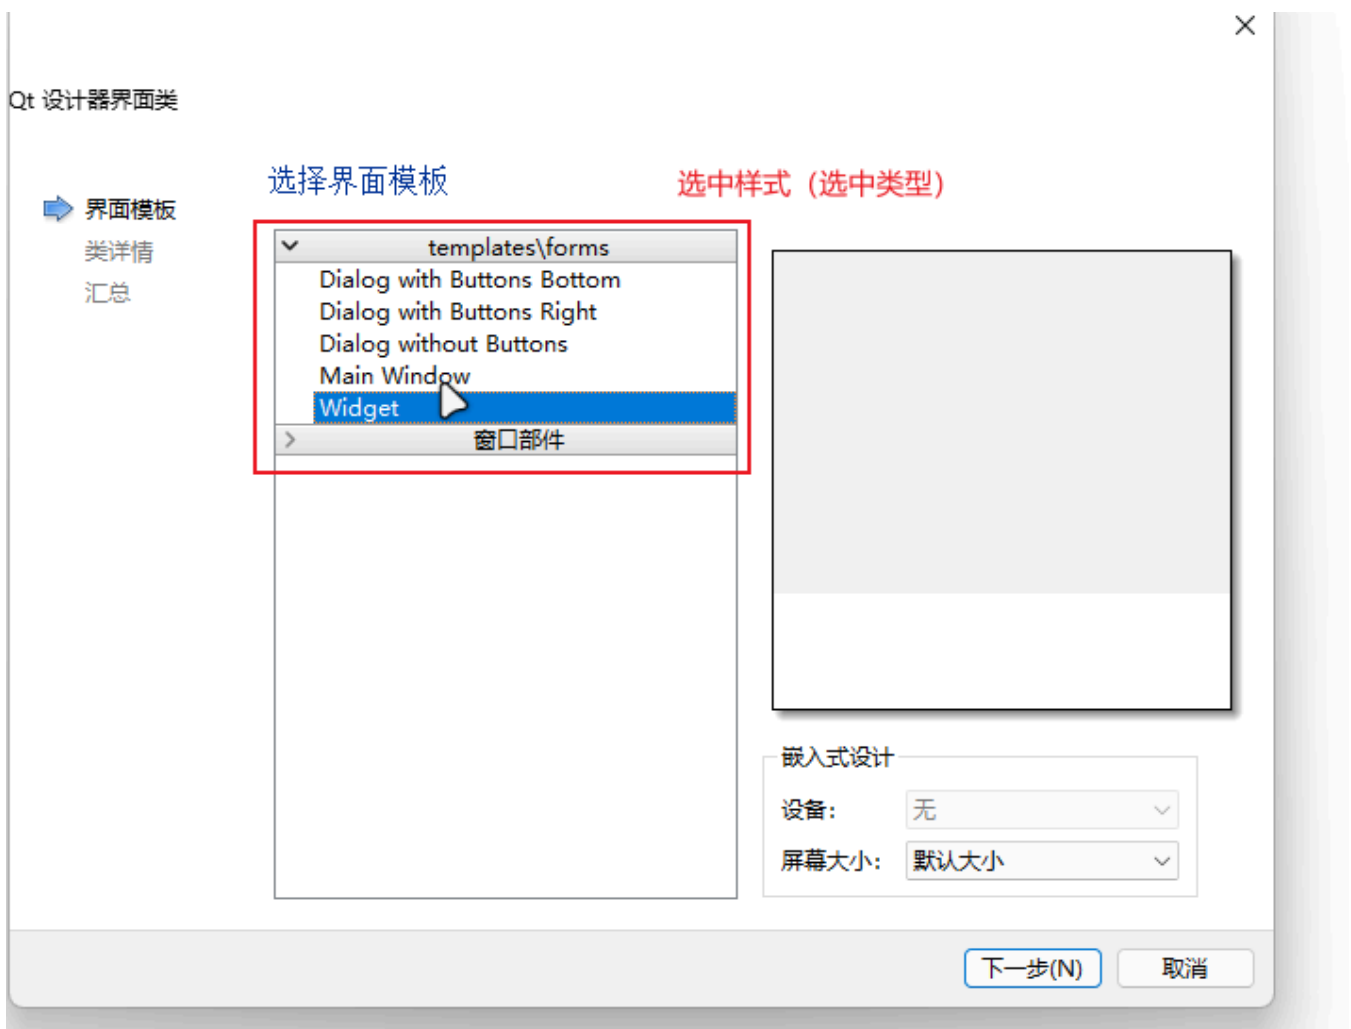 Qt 设计器界面类
界面模板
类详情
汇总
选择界面模板
选中样式（选中类型）
templates\forms
Dialog with Buttons Bottom
Dialog with Buttons Right
Dialog without Buttons
Main Window
Widget
窗口部件
嵌入式设计
设备: 无
屏幕大小: 默认大小
下一步(N) 取消